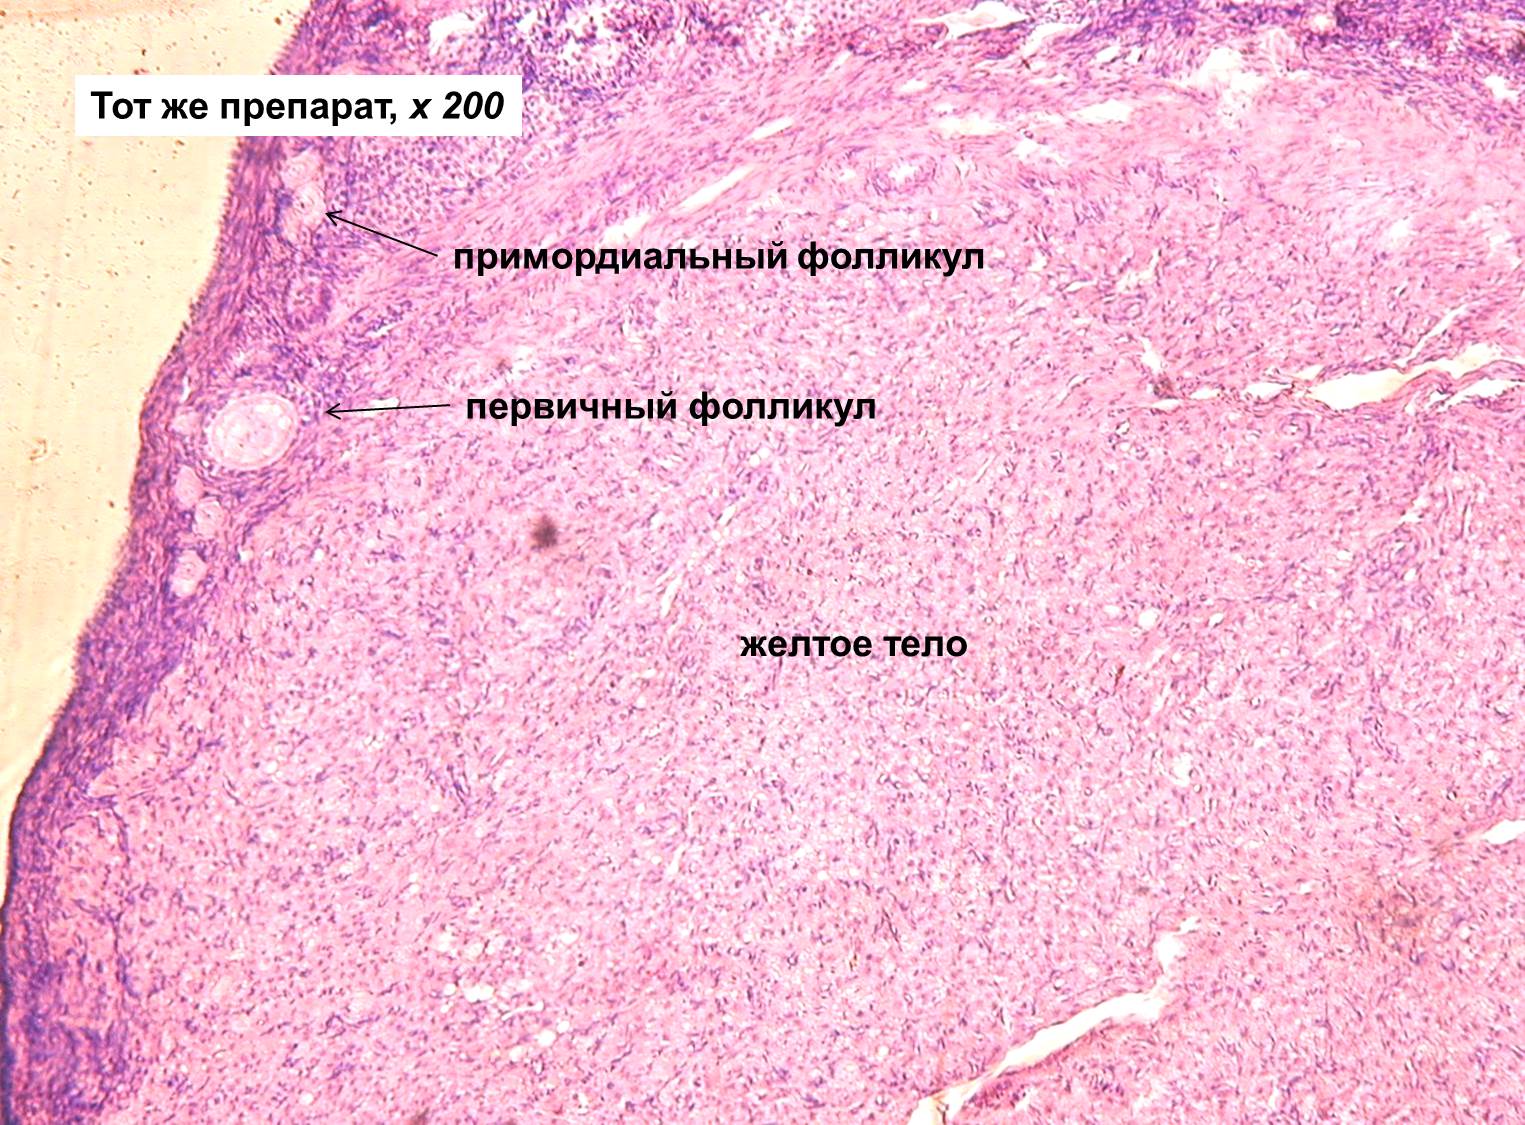 Тот же препарат, х 200
примордиальный фолликул
первичный фолликул
желтое тело